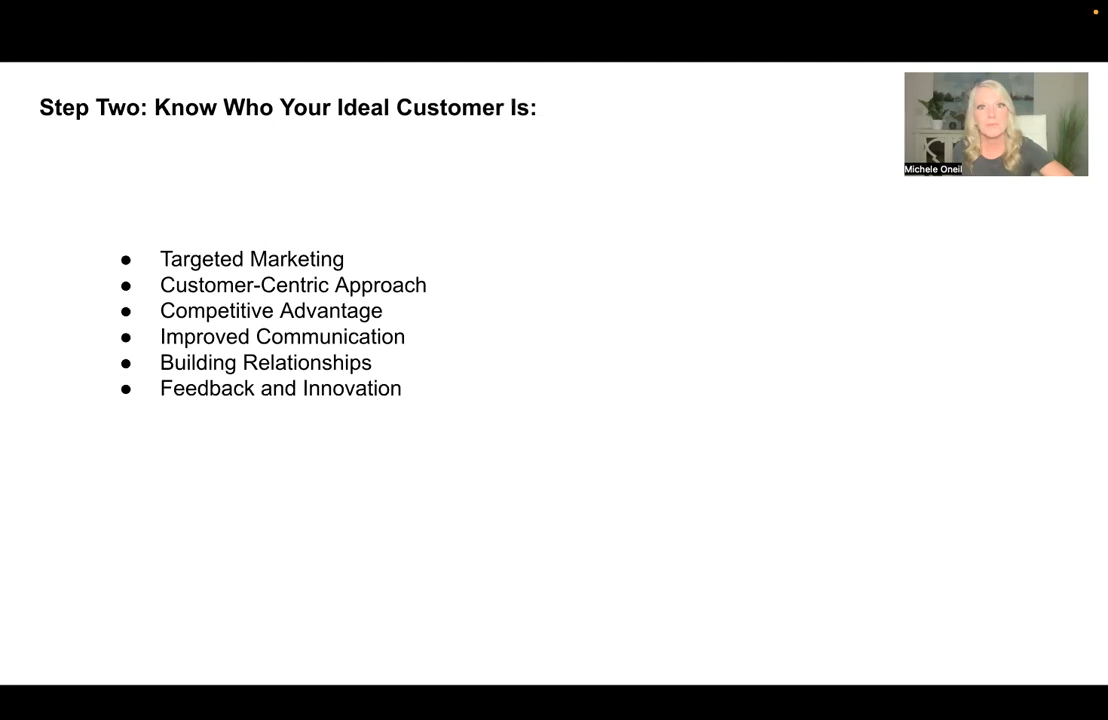 Step Two: Know Who Your Ideal Customer Is:
Michele Oneil
● Targeted Marketing
● Customer-Centric Approach
● Competitive Advantage
● Improved Communication
● Building Relationships
● Feedback and Innovation